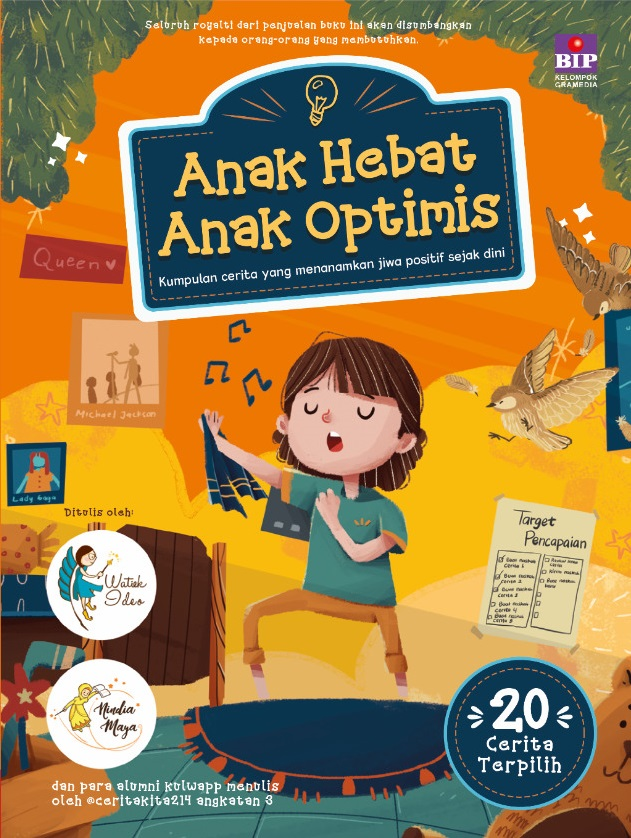 Seluruh royalti dari penjualan buku ini akan disumbangkan
kepada orang-orang yang membutuhkan.
BIP
KELOMPOK
GRAMEDIA
Anak Hebat
Anak Optimis
Kumpulan cerita yang menanamkan jiwa positif sejak dini
Queen
Michael Jackson
Lady Gaga
Ditulis oleh:
Watiek
Ideo
Nindia
Maya
Target
Pencapaian
20
Cerita
Terpilih
dan para alumni kulwapp menulis
oleh @ceritakita214 angkatan 3